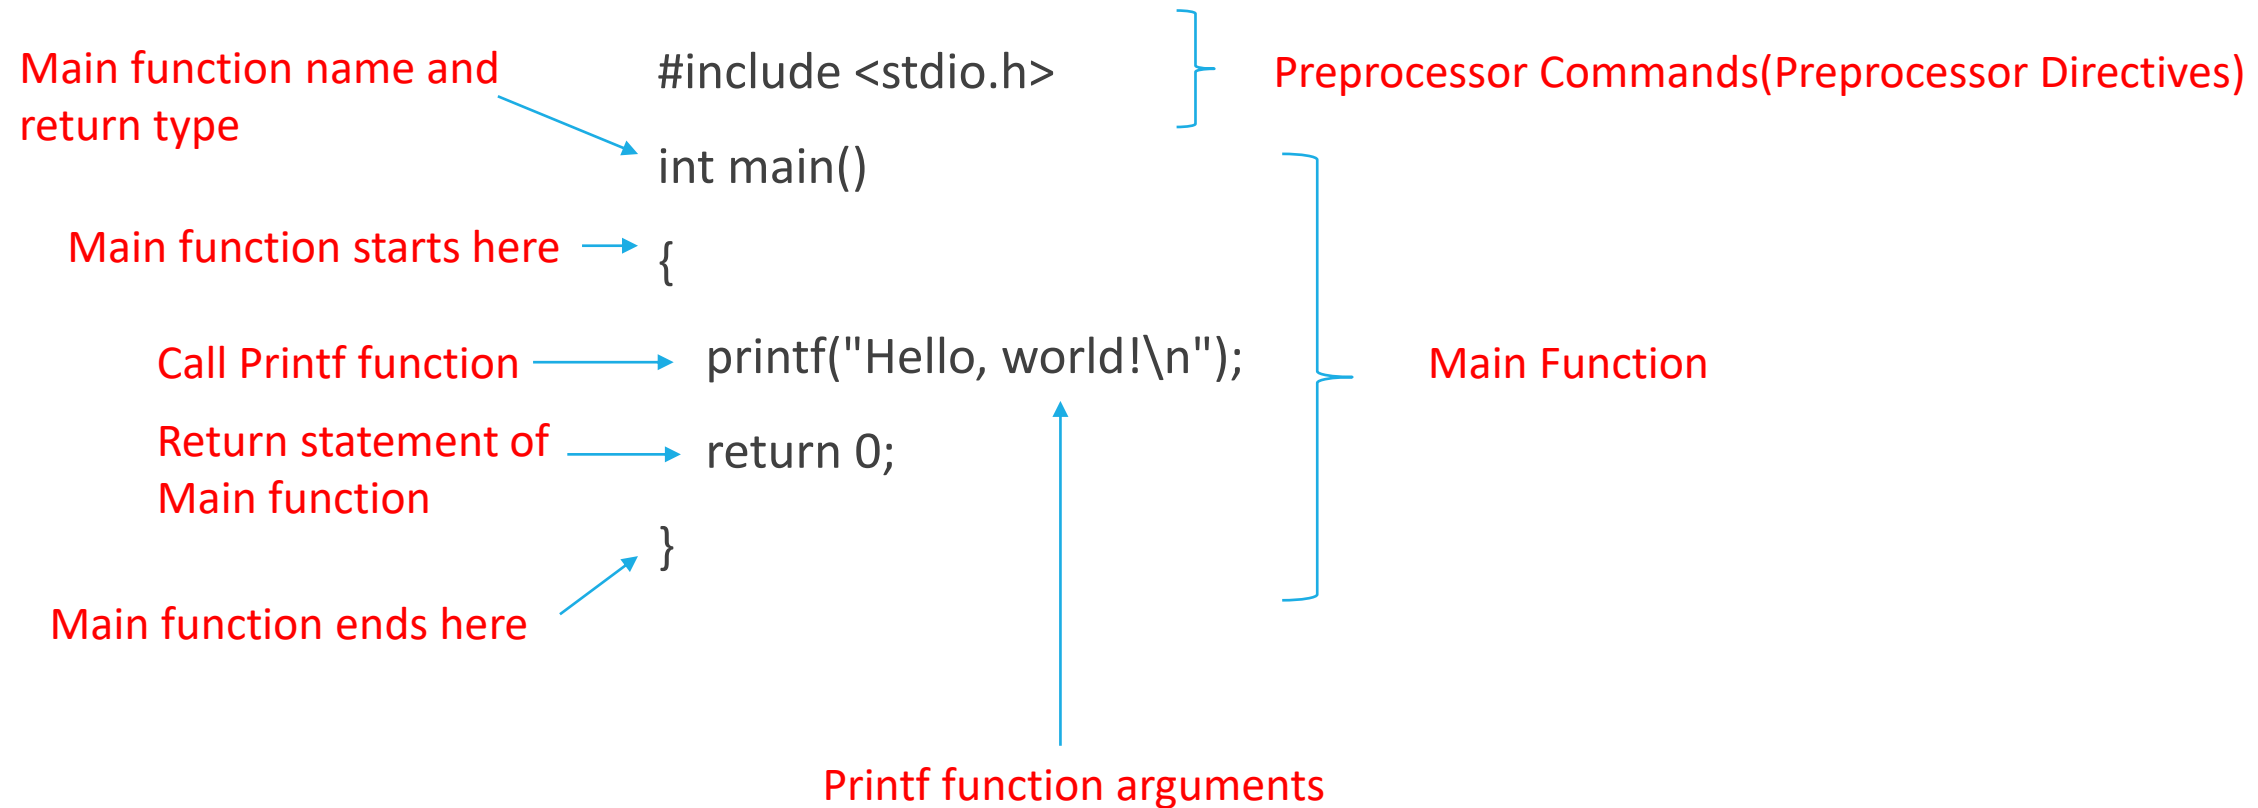 Main function name and
return type
#include <stdio.h>
Preprocessor Commands(Preprocessor Directives)
int main()
Main function starts here
{
Call Printf function
printf("Hello, world!\n");
Main Function
Return statement of
Main function
return 0;
}
Main function ends here
Printf function arguments